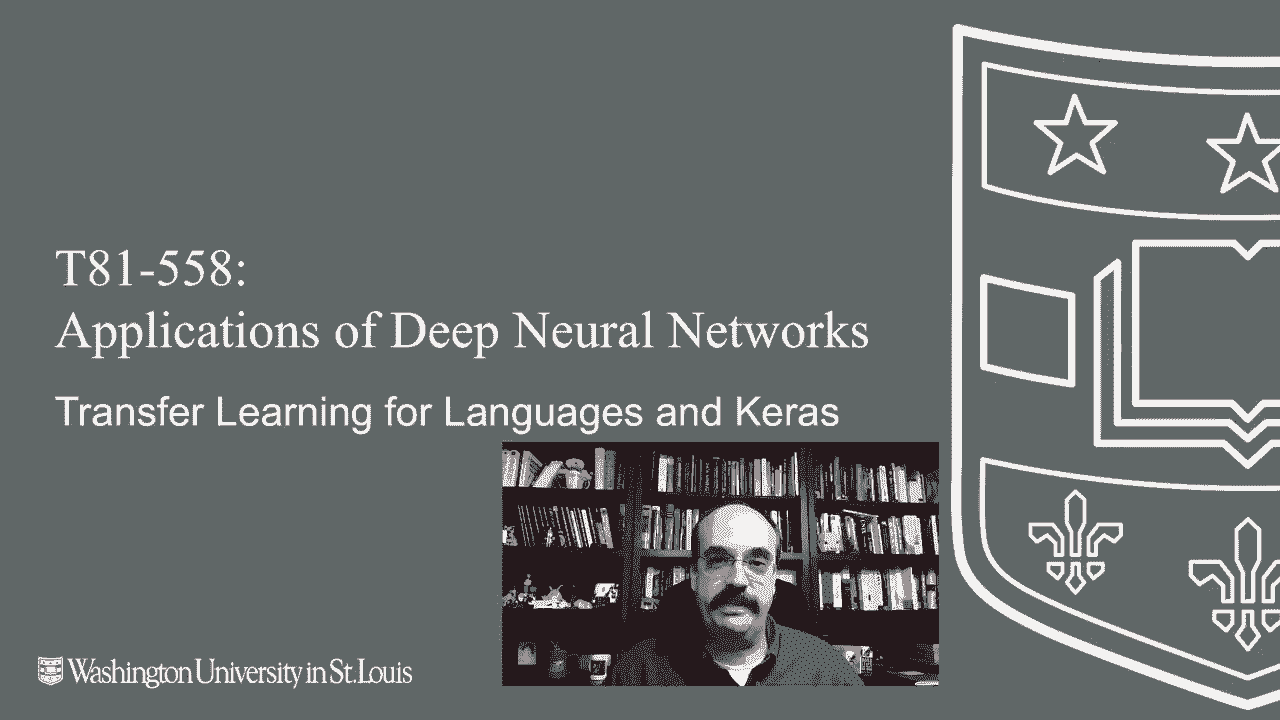 T81-558:
Applications of Deep Neural Networks
Transfer Learning for Languages and Keras
Washington University in St. Louis